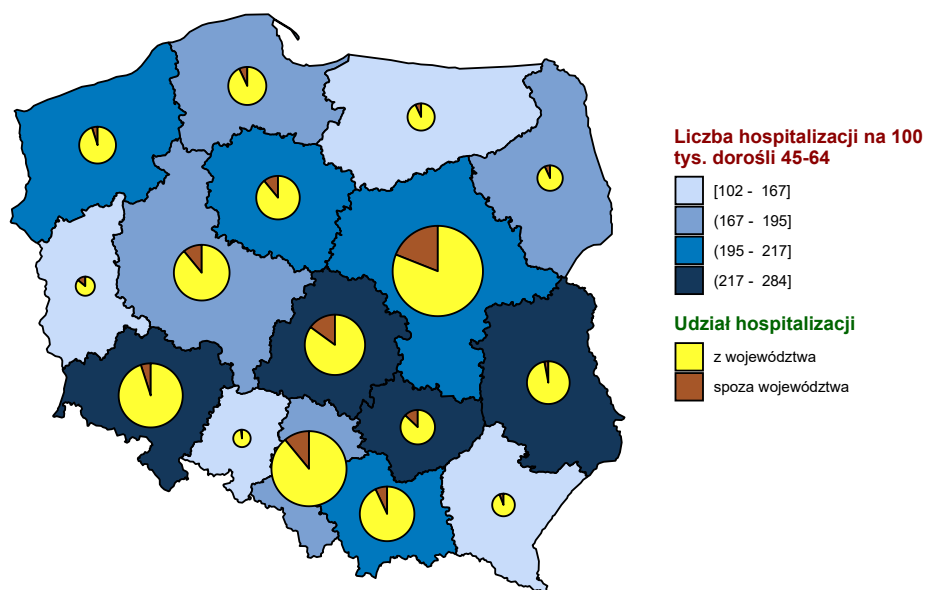 Liczba hospitalizacji na 100
tys. dorośli 45-64
[102 - 167]
(167 - 195]
(195 - 217]
(217 - 284]
Udział hospitalizacji
z województwa
spoza województwa